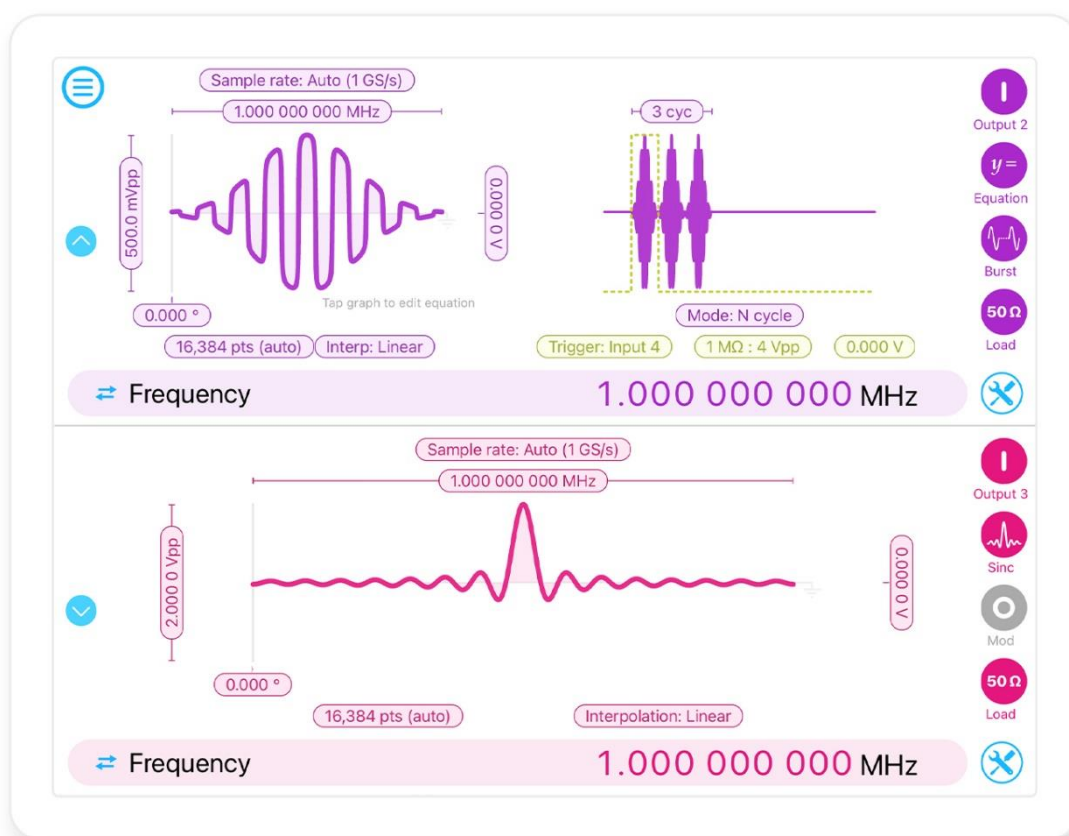 Sample rate: Auto (1 GS/s)
1.000 000 000 MHz
3 cyc
Output 2
500.0 mVpp
0.000 0 V
y=
Equation
Burst
Tap graph to edit equation
0.000 °
Mode: N cycle
50 Ω
Load
16,384 pts (auto)
Interp: Linear
Trigger: Input 4
1 MΩ : 4 Vpp
0.000 V
Frequency
1.000 000 000 MHz
Sample rate: Auto (1 GS/s)
1.000 000 000 MHz
Output 3
2.000 0 Vpp
0.000 0 V
Sinc
Mod
0.000 °
50 Ω
Load
16,384 pts (auto)
Interpolation: Linear
Frequency
1.000 000 000 MHz